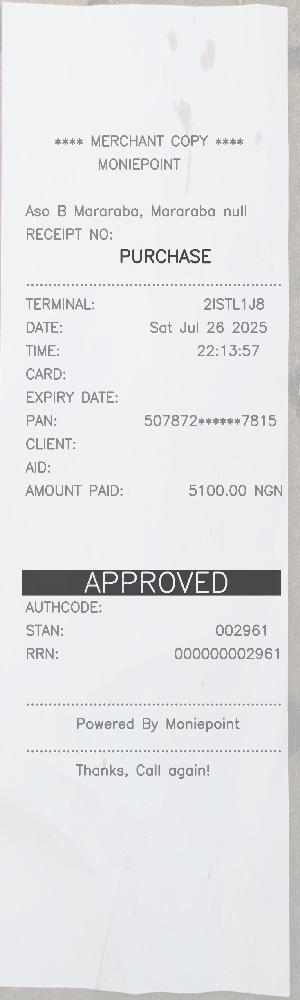 **** MERCHANT COPY ****
MONIEPOINT
Aso B Mararaba, Mararaba null
RECEIPT NO:
PURCHASE
TERMINAL: 2ISTL1J8
DATE: Sat Jul 26 2025
TIME: 22:13:57
CARD:
EXPIRY DATE:
PAN: 507872******7815
CLIENT:
AID:
AMOUNT PAID: 5100.00 NGN
APPROVED
AUTHCODE:
STAN: 002961
RRN: 000000002961
Powered By Moniepoint
Thanks, Call again!